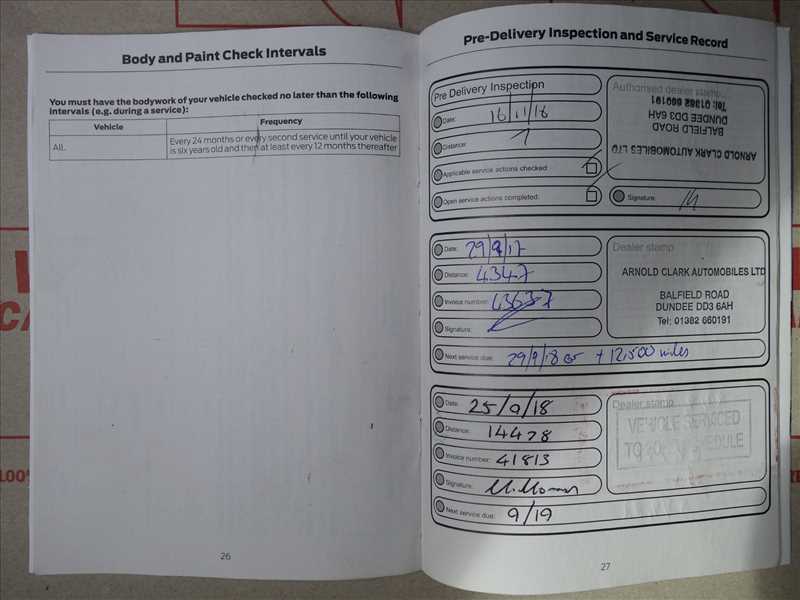 Body and Paint Check Intervals
You must have the bodywork of your vehicle checked no later than the following
intervals (e.g. during a service):
Vehicle Frequency
All. Every 24 months or every second service until your vehicle
is six years old and then at least every 12 months thereafter
26
Pre-Delivery Inspection and Service Record
Pre Delivery Inspection
Date: 16/11/16
Distance: 7
Applicable service actions checked
Open service actions completed:
Authorised dealer stamp
ARNOLD CLARK AUTOMOBILES LTD
BALFIELD ROAD
DUNDEE DD3 6AH
Tel: 01382 660191
Signature:
Date: 29/9/17
Distance: 4347
Invoice number: 43637
Signature:
Next service due: 29/9/18 or + 12,500 miles
Dealer stamp
ARNOLD CLARK AUTOMOBILES LTD
BALFIELD ROAD
DUNDEE DD3 6AH
Tel: 01382 660191
Date: 25/9/18
Distance: 14478
Invoice number: 41813
Signature:
Next service due: 9/19
Dealer stamp
VEHICLE SERVICED
TO SCHEDULE
27